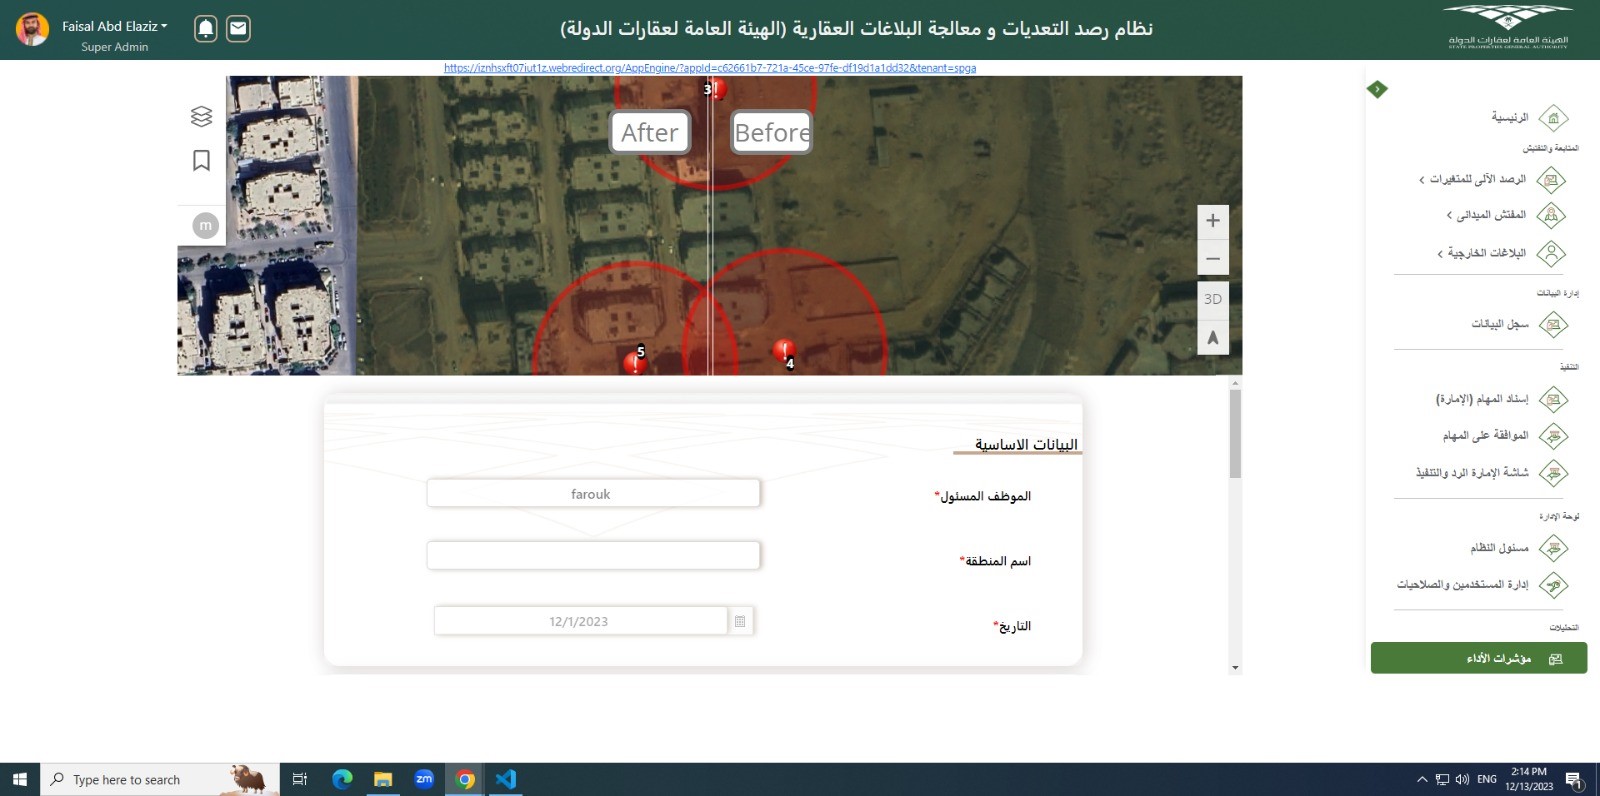 Faisal Abd Elaziz
Super Admin
نظام رصد التعديات و معالجة البلاغات العقارية (الهيئة العامة لعقارات الدولة)
الهيئة العامة لعقارات الدولة
STATE PROPERTIES GENERAL AUTHORITY
https://iznhsxft07iut1z.webredirect.org/AppEngine/?appId=c62661b7-721a-45ce-97fe-df19d1a1dd32&tenant=spga
3
After
Before
m
3D
5
4
البيانات الاساسية
الموظف المسئول*
farouk
اسم المنطقة*
التاريخ*
12/1/2023
الرئيسية
المتابعة والتفتيش
الرصد الآلى للمتغيرات
المفتش الميدانى
البلاغات الخارجية
إدارة البيانات
سجل البيانات
التنفيذ
إسناد المهام (الإمارة)
الموافقة على المهام
شاشة الإمارة الرد والتنفيذ
لوحة الإدارة
مسئول النظام
إدارة المستخدمين والصلاحيات
التحليلات
مؤشرات الأداء
Type here to search
zm
ENG
2:14 PM
12/13/2023
1